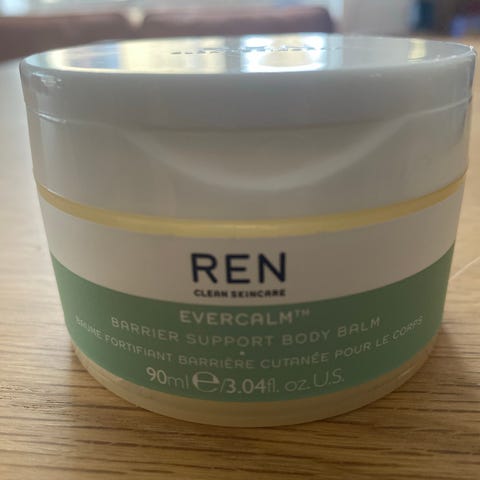 REN
CLEAN SKINCARE
EVERCALM™
BARRIER SUPPORT BODY BALM
BAUME FORTIFIANT BARRIÈRE CUTANÉE POUR LE CORPS
90ml ℮/3.04fl. oz. U.S.